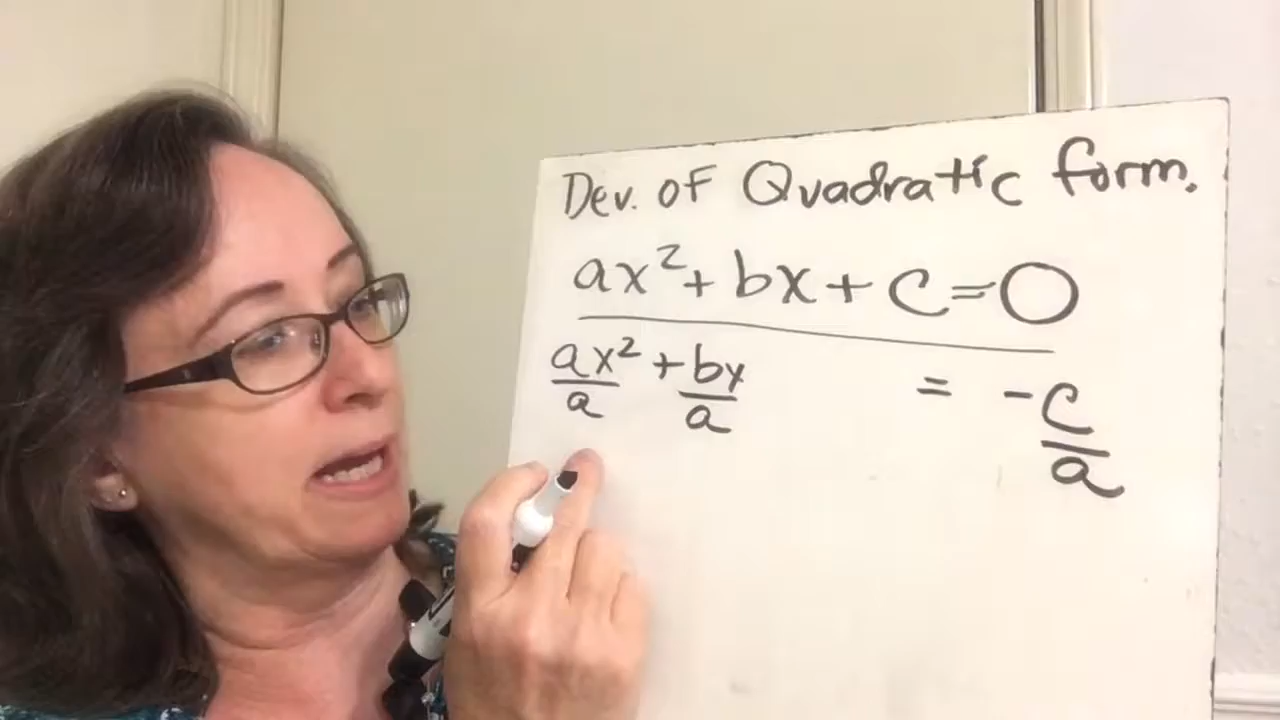 Dev. of Quadratic form.
ax² + bx + c = 0
ax²/a + bx/a = -c/a